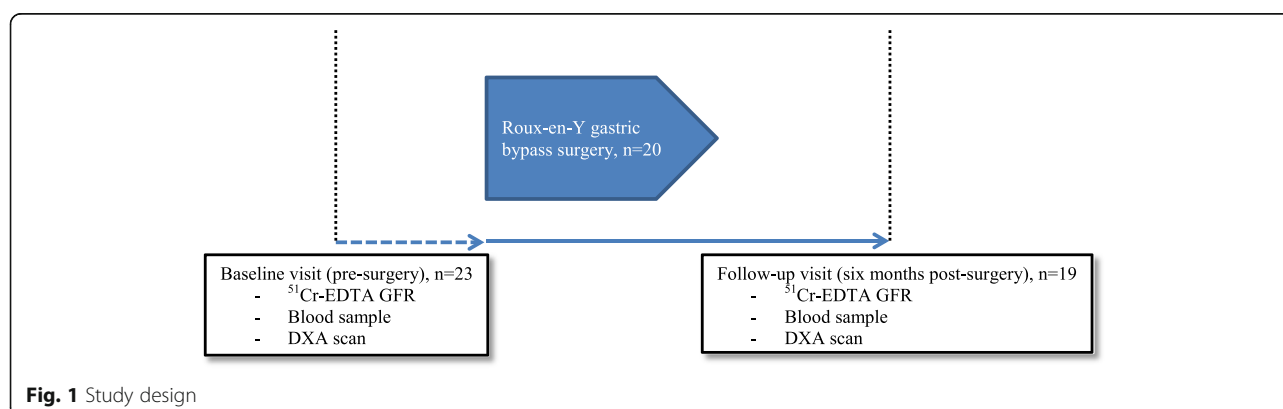 Roux-en-Y gastric
bypass surgery, n=20
Baseline visit (pre-surgery), n=23
- ⁵¹Cr-EDTA GFR
- Blood sample
- DXA scan
Follow-up visit (six months post-surgery), n=19
- ⁵¹Cr-EDTA GFR
- Blood sample
- DXA scan
Fig. 1 Study design